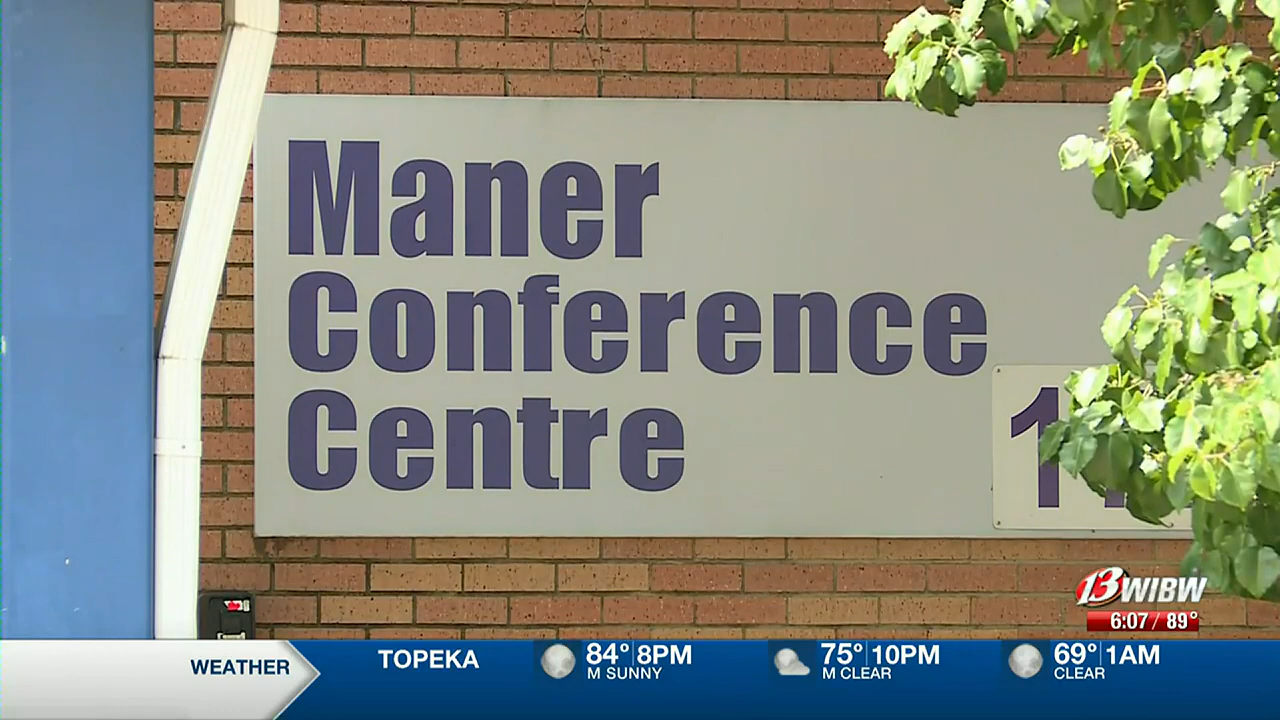 Maner
Conference
Centre
13 WIBW
6:07 / 89°
WEATHER
TOPEKA
84° 8PM
M SUNNY
75° 10PM
M CLEAR
69° 1AM
CLEAR